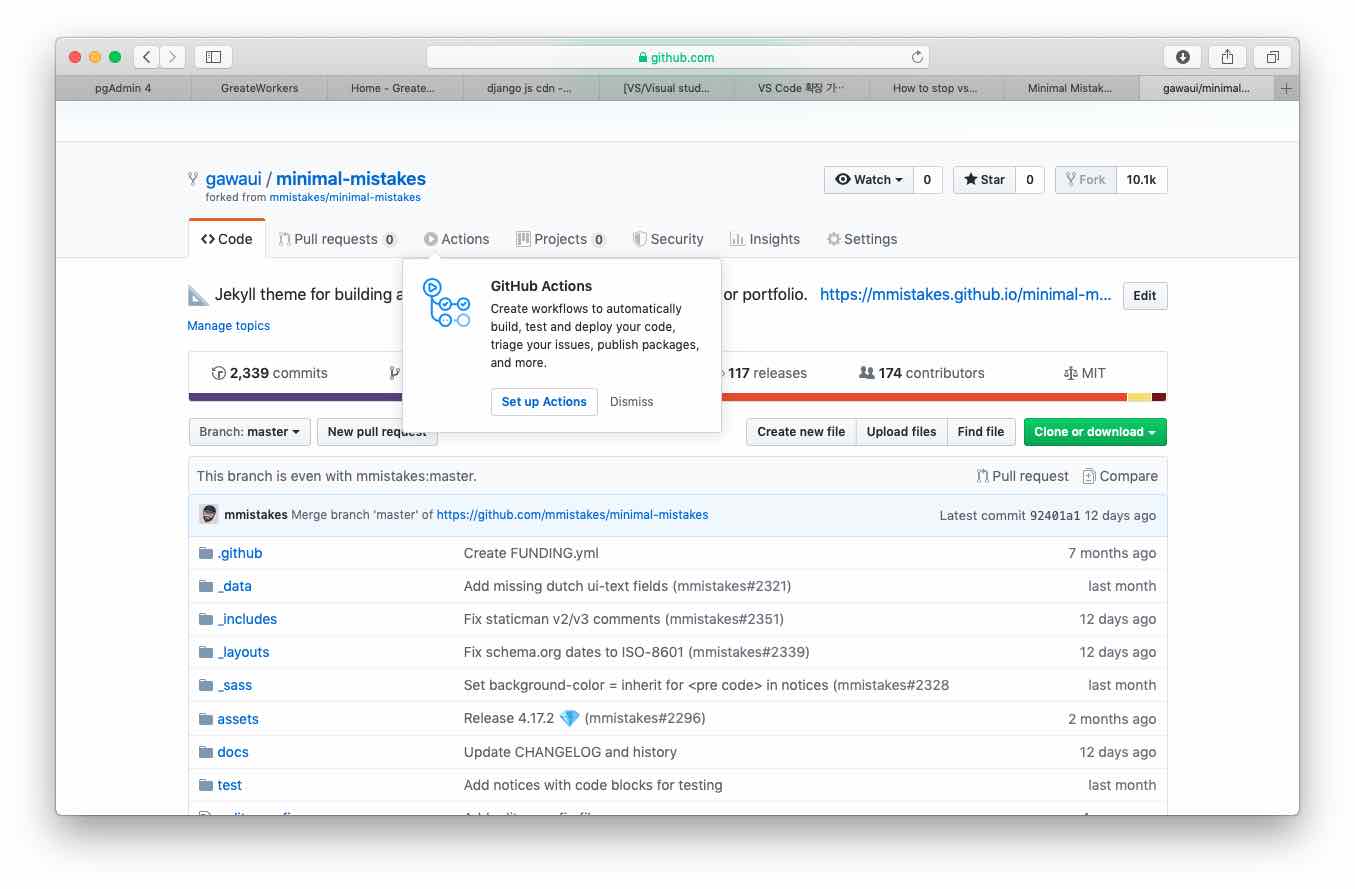 github.com
pgAdmin 4 GreateWorkers Home - Greate... django js cdn -... [VS/Visual stud... VS Code 확장 기... How to stop vs... Minimal Mistak... gawaui/minimal...
gawaui / minimal-mistakes Watch 0 Star 0 Fork 10.1k
forked from mmistakes/minimal-mistakes
Code Pull requests 0 Actions Projects 0 Security Insights Settings
Jekyll theme for building a or portfolio. https://mmistakes.github.io/minimal-m... Edit
Manage topics
GitHub Actions
Create workflows to automatically
build, test and deploy your code,
triage your issues, publish packages,
and more.
Set up Actions Dismiss
2,339 commits 117 releases 174 contributors MIT
Branch: master New pull request Create new file Upload files Find file Clone or download
This branch is even with mmistakes:master. Pull request Compare
mmistakes Merge branch 'master' of https://github.com/mmistakes/minimal-mistakes Latest commit 92401a1 12 days ago
.github Create FUNDING.yml 7 months ago
_data Add missing dutch ui-text fields (mmistakes#2321) last month
_includes Fix staticman v2/v3 comments (mmistakes#2351) 12 days ago
_layouts Fix schema.org dates to ISO-8601 (mmistakes#2339) 12 days ago
_sass Set background-color = inherit for <pre code> in notices (mmistakes#2328 last month
assets Release 4.17.2 💎 (mmistakes#2296) 2 months ago
docs Update CHANGELOG and history 12 days ago
test Add notices with code blocks for testing last month